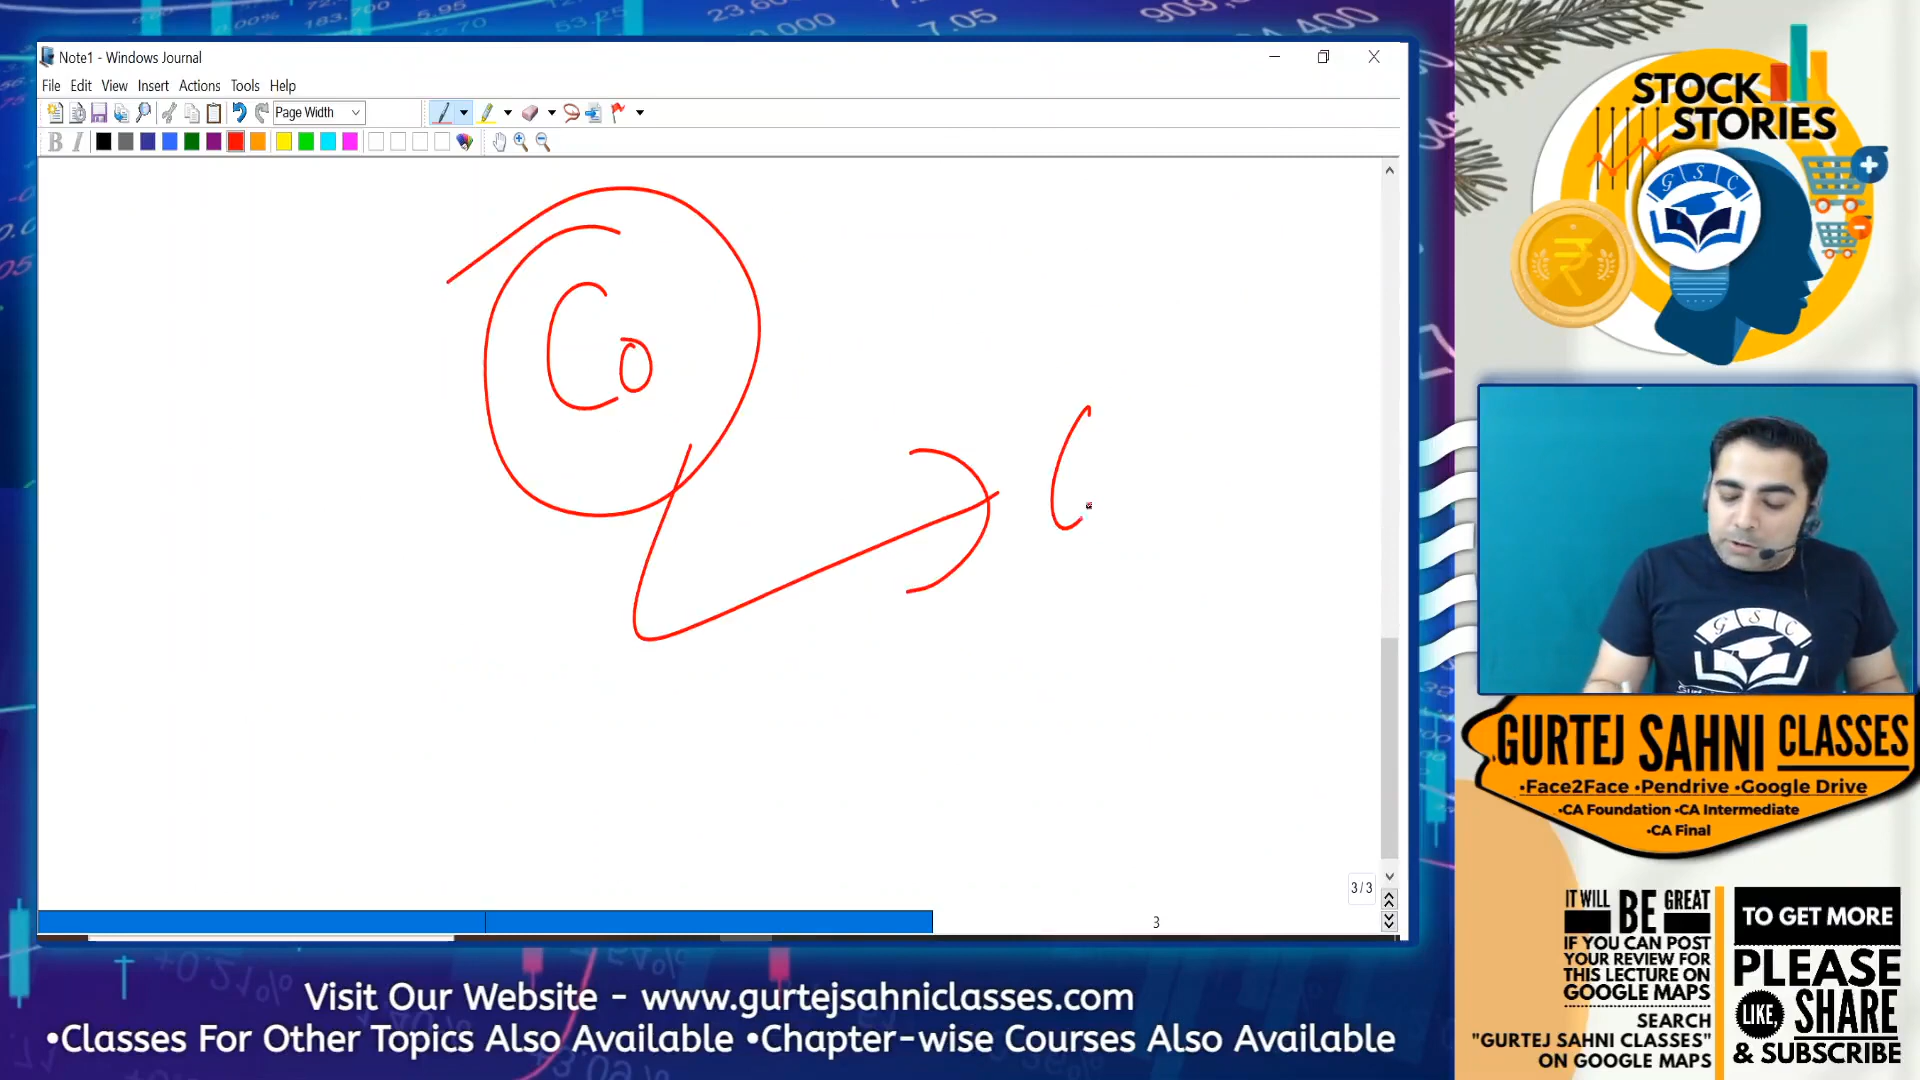 Note1 - Windows Journal
File Edit View Insert Actions Tools Help
Page Width
B I
Co
C
3 / 3
3
STOCK
STORIES
G S C
₹
G S C
GURTEJ SAHNI CLASSES
•Face2Face •Pendrive •Google Drive
•CA Foundation •CA Intermediate
•CA Final
IT WILL BE GREAT
IF YOU CAN POST
YOUR REVIEW FOR
THIS LECTURE ON
GOOGLE MAPS
SEARCH
"GURTEJ SAHNI CLASSES"
ON GOOGLE MAPS
TO GET MORE
PLEASE
LIKE, SHARE
& SUBSCRIBE
Visit Our Website - www.gurtejsahniclasses.com
•Classes For Other Topics Also Available •Chapter-wise Courses Also Available